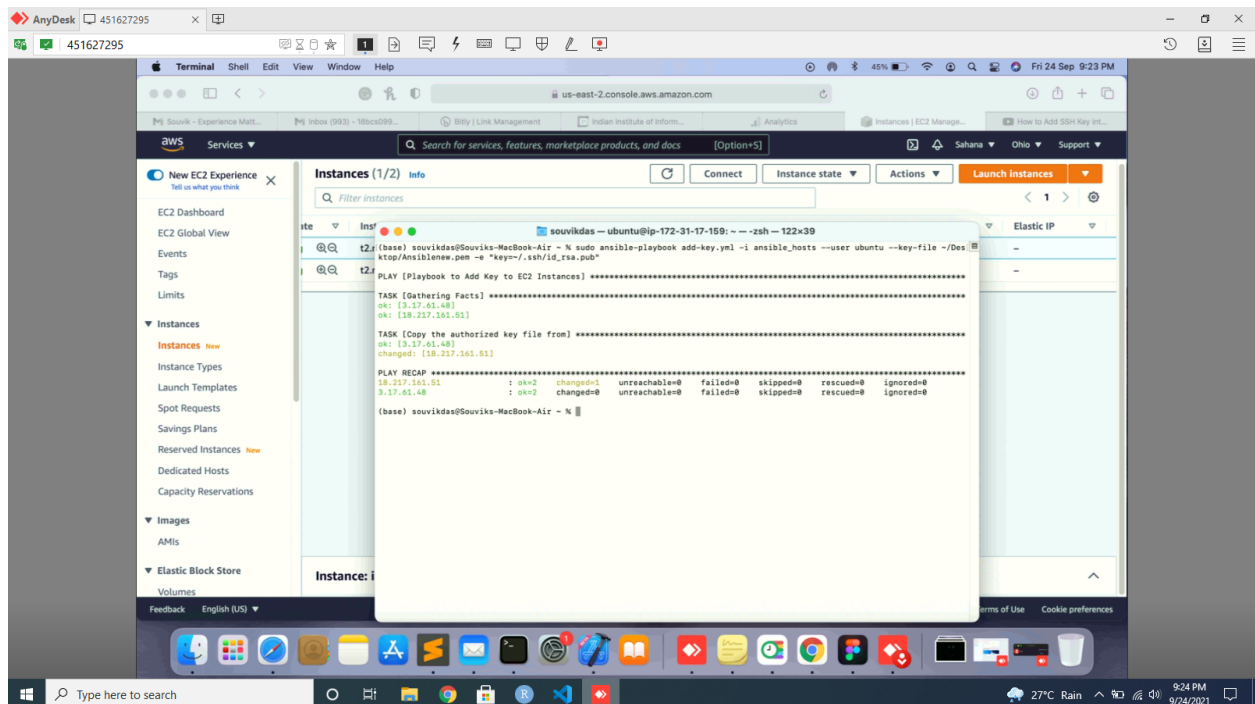 AnyDesk 451627295
451627295 1
Terminal Shell Edit View Window Help 45% Fri 24 Sep 9:23 PM
us-east-2.console.aws.amazon.com
Souvik - Experience Matt... Inbox (993) - 18bcs099... Bitly | Link Management Indian Institute of Inform... Analytics Instances | EC2 Manage... How to Add SSH Key int...
aws Services ▼ Search for services, features, marketplace products, and docs [Option+S] Sahana ▼ Ohio ▼ Support ▼
New EC2 Experience
Tell us what you think
EC2 Dashboard
EC2 Global View
Events
Tags
Limits
▼ Instances
Instances New
Instance Types
Launch Templates
Spot Requests
Savings Plans
Reserved Instances New
Dedicated Hosts
Capacity Reservations
▼ Images
AMIs
▼ Elastic Block Store
Volumes
Instances (1/2) Info Connect Instance state ▼ Actions ▼ Launch instances ▼
Filter instances < 1 >
ate Inst Elastic IP
t2.r –
t2.r –
souvikdas — ubuntu@ip-172-31-17-159: ~ — -zsh — 122×39
(base) souvikdas@Souviks-MacBook-Air ~ % sudo ansible-playbook add-key.yml -i ansible_hosts --user ubuntu --key-file ~/Des
ktop/Ansiblenew.pem -e "key=~/.ssh/id_rsa.pub"
PLAY [Playbook to Add Key to EC2 Instances] ***************************************************************************
TASK [Gathering Facts] ************************************************************************************************
ok: [3.17.61.48]
ok: [18.217.161.51]
TASK [Copy the authorized key file from] ******************************************************************************
ok: [3.17.61.48]
changed: [18.217.161.51]
PLAY RECAP ************************************************************************************************************
18.217.161.51 : ok=2 changed=1 unreachable=0 failed=0 skipped=0 rescued=0 ignored=0
3.17.61.48 : ok=2 changed=0 unreachable=0 failed=0 skipped=0 rescued=0 ignored=0
(base) souvikdas@Souviks-MacBook-Air ~ %
Instance: i
Feedback English (US) ▼ erms of Use Cookie preferences
1
Type here to search 27°C Rain 9:24 PM
9/24/2021